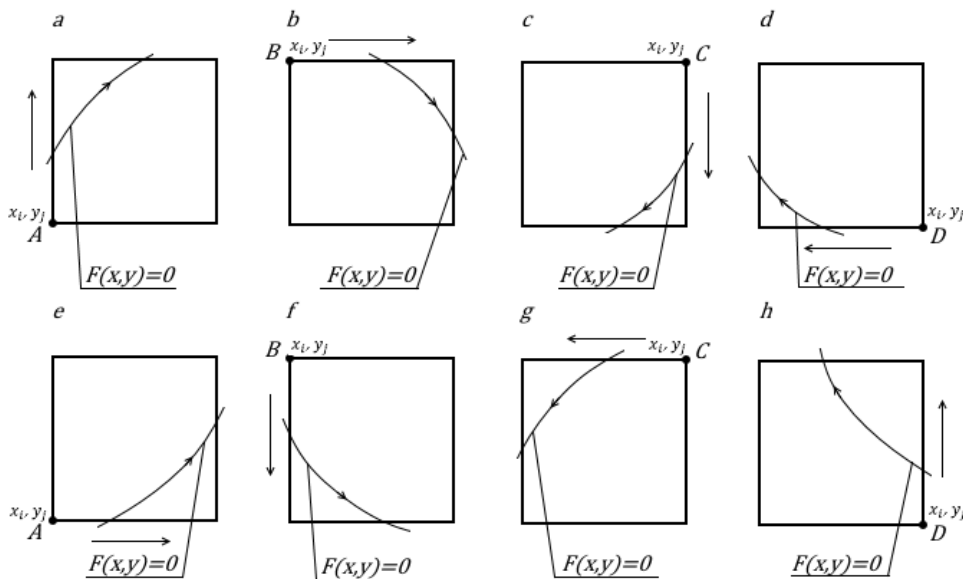 a
x_i, y_j
A
F(x,y)=0
b
B
x_i, y_j
F(x,y)=0
c
x_i, y_j
C
F(x,y)=0
d
x_i, y_j
D
F(x,y)=0
e
x_i, y_j
A
F(x,y)=0
f
B
x_i, y_j
F(x,y)=0
g
x_i, y_j
C
F(x,y)=0
h
x_i, y_j
D
F(x,y)=0